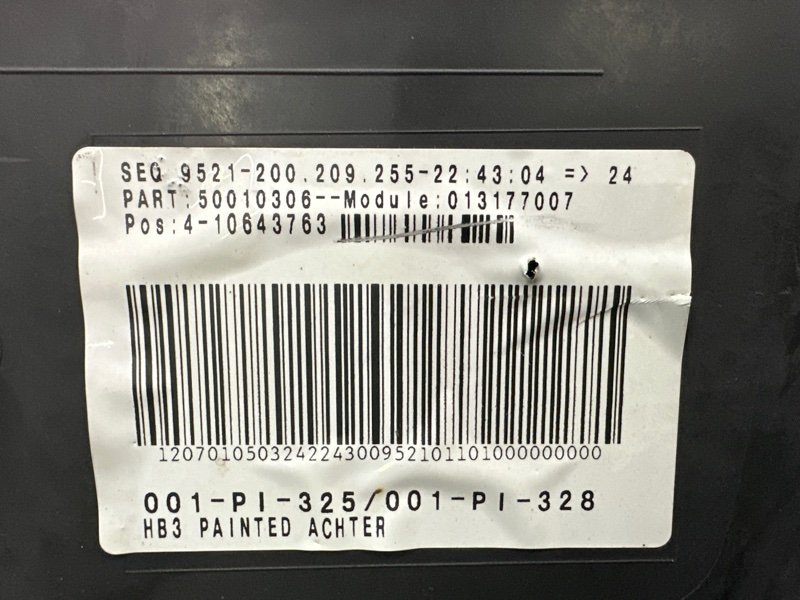 SEQ 9521-200.209.255-22:43:04 => 24
PART:50010306--Module:013177007
Pos:4-10643763
12070105032422430095210110100000000
001-PI-325/001-PI-328
HB3 PAINTED ACHTER